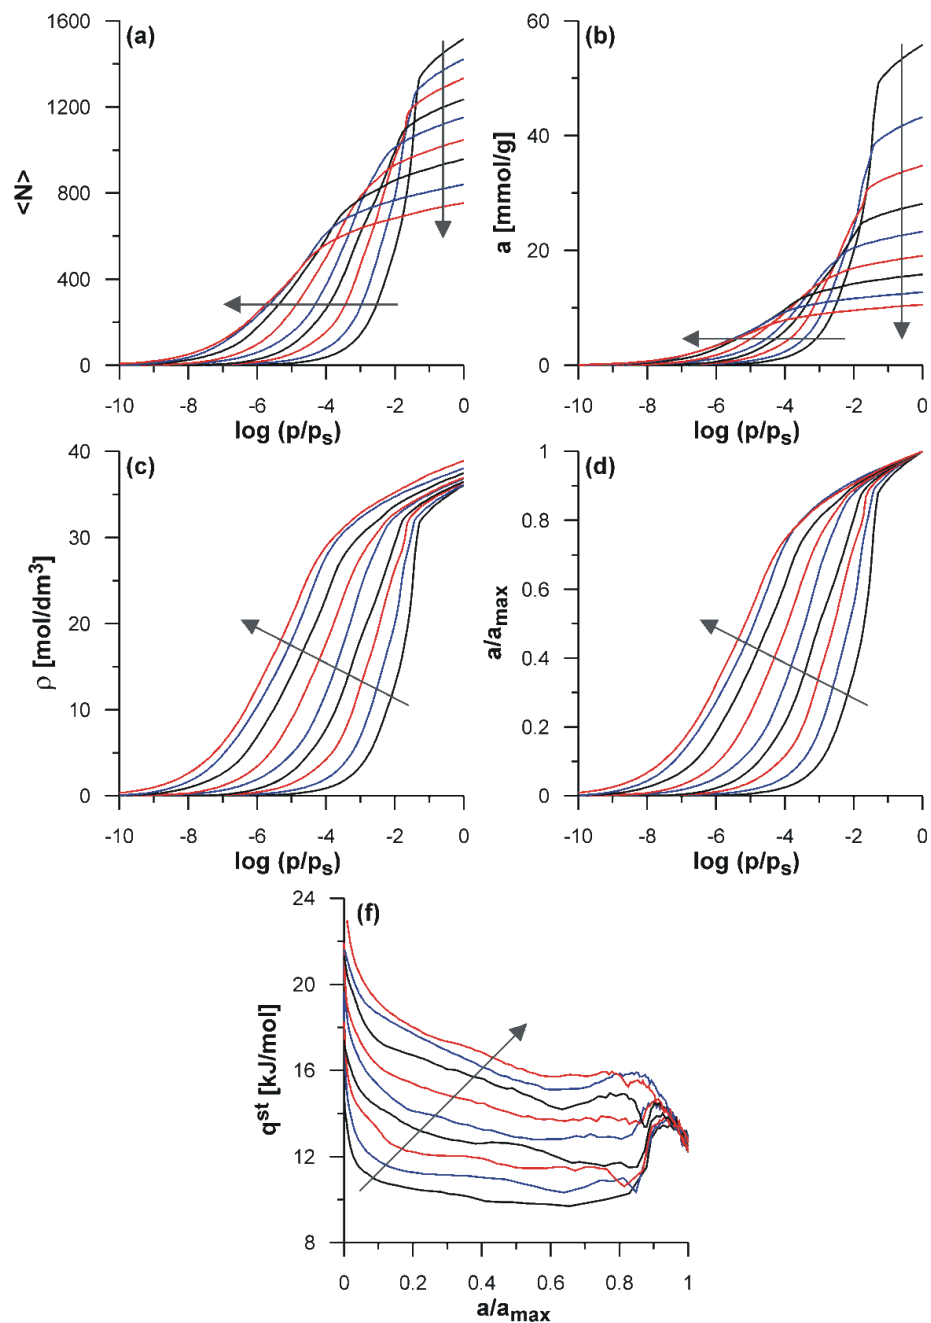 (a)
1600
1200
800
400
0
<N>
-10 -8 -6 -4 -2 0
log (p/ps)
(b)
60
40
20
0
a [mmol/g]
-10 -8 -6 -4 -2 0
log (p/ps)
(c)
40
30
20
10
0
ρ [mol/dm³]
-10 -8 -6 -4 -2 0
log (p/ps)
(d)
1
0.8
0.6
0.4
0.2
0
a/amax
-10 -8 -6 -4 -2 0
log (p/ps)
(f)
24
20
16
12
8
qst [kJ/mol]
0 0.2 0.4 0.6 0.8 1
a/amax